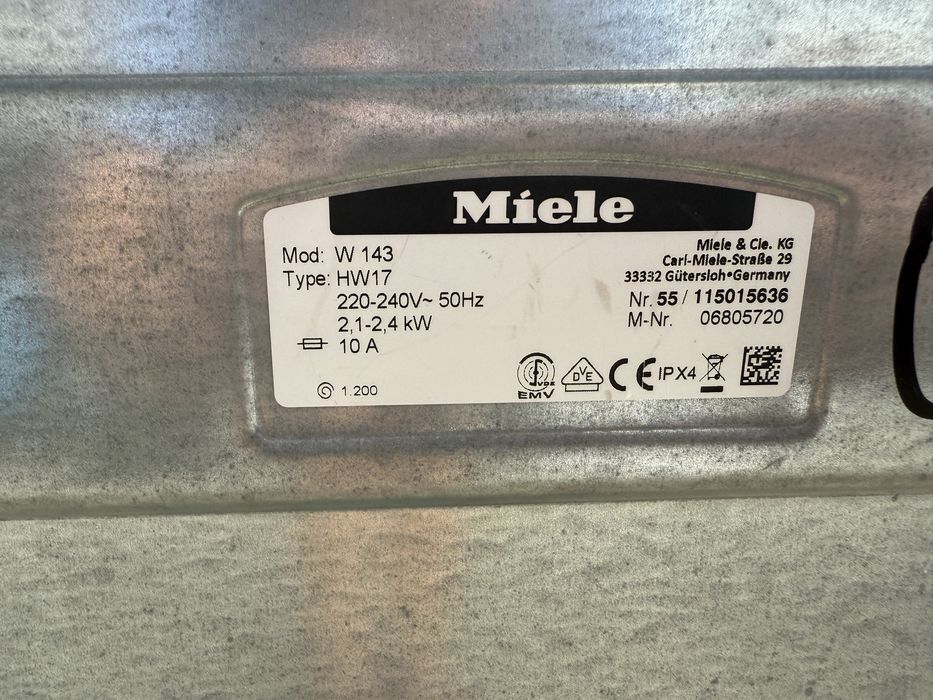 Miele
Mod: W 143
Type: HW17
220-240V~ 50Hz
2,1-2,4 kW
10 A
1.200
Miele & Cie. KG
Carl-Miele-Straße 29
33332 Gütersloh•Germany
Nr. 55 / 115015636
M-Nr. 06805720
VDE
EMV
DVE
CE IPX4